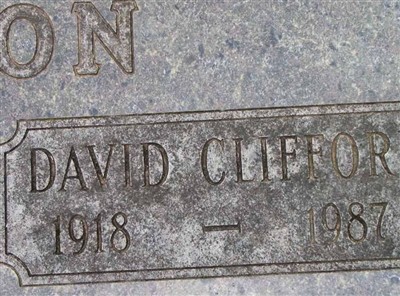 ON
DAVID CLIFFOR
1918 — 1987